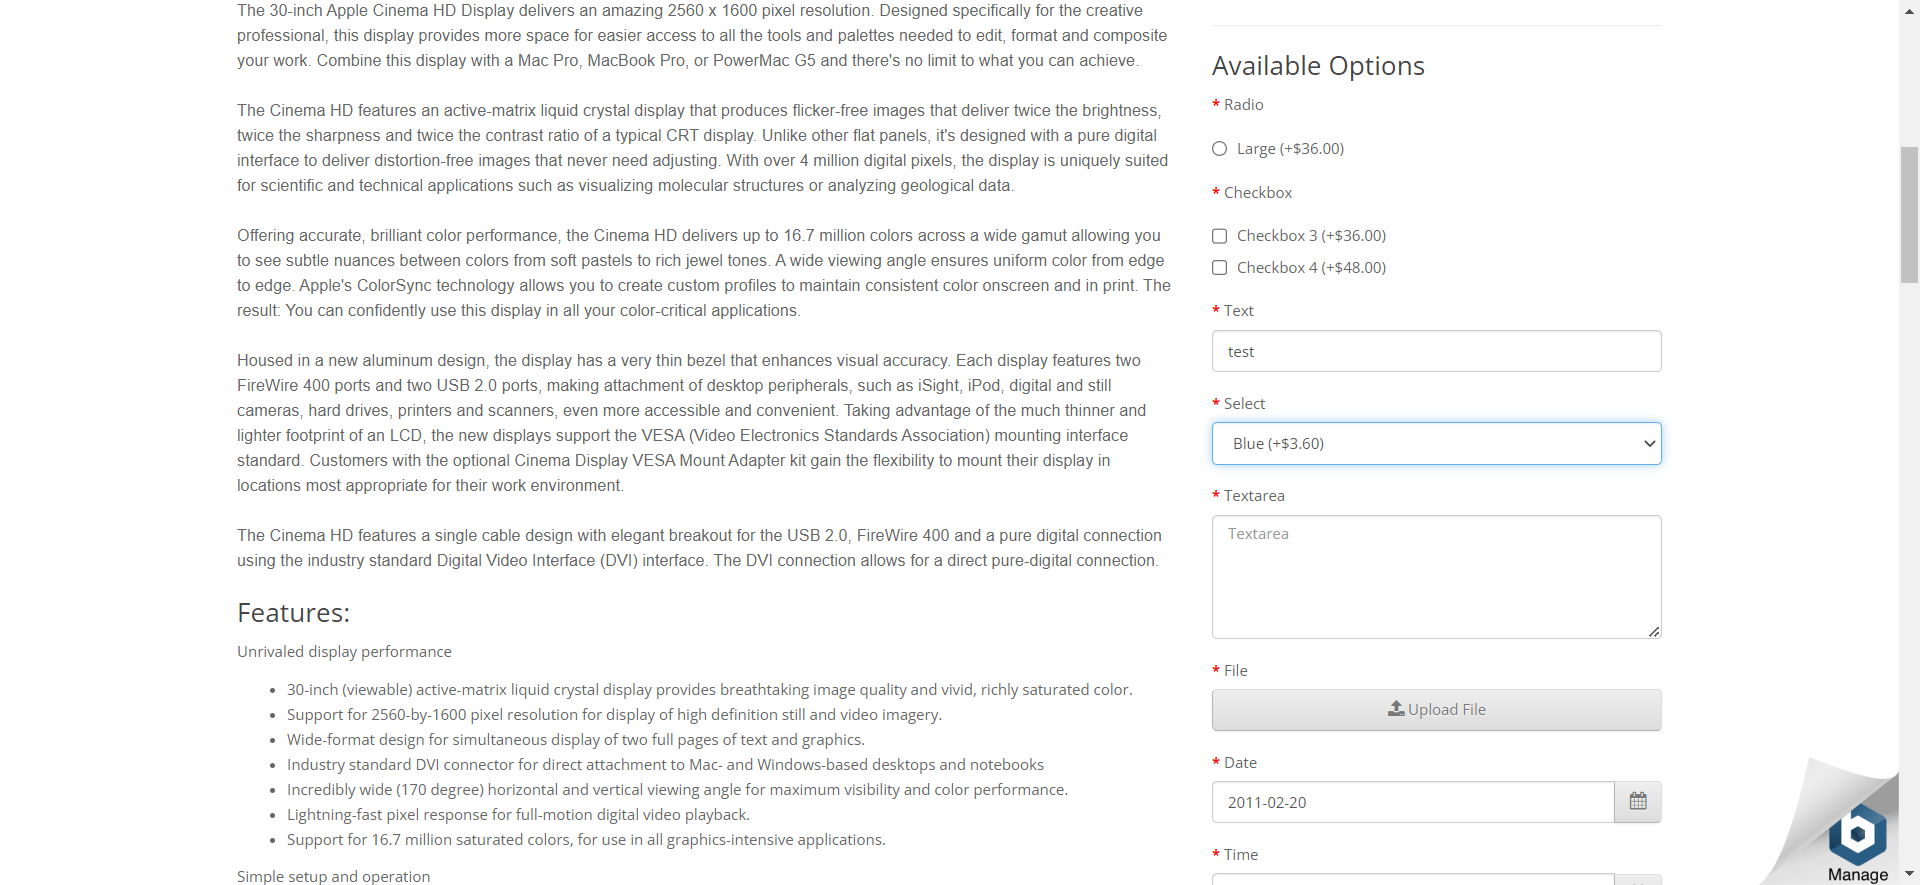 The 30-inch Apple Cinema HD Display delivers an amazing 2560 x 1600 pixel resolution. Designed specifically for the creative
professional, this display provides more space for easier access to all the tools and palettes needed to edit, format and composite
your work. Combine this display with a Mac Pro, MacBook Pro, or PowerMac G5 and there's no limit to what you can achieve.
The Cinema HD features an active-matrix liquid crystal display that produces flicker-free images that deliver twice the brightness,
twice the sharpness and twice the contrast ratio of a typical CRT display. Unlike other flat panels, it's designed with a pure digital
interface to deliver distortion-free images that never need adjusting. With over 4 million digital pixels, the display is uniquely suited
for scientific and technical applications such as visualizing molecular structures or analyzing geological data.
Offering accurate, brilliant color performance, the Cinema HD delivers up to 16.7 million colors across a wide gamut allowing you
to see subtle nuances between colors from soft pastels to rich jewel tones. A wide viewing angle ensures uniform color from edge
to edge. Apple's ColorSync technology allows you to create custom profiles to maintain consistent color onscreen and in print. The
result: You can confidently use this display in all your color-critical applications.
Housed in a new aluminum design, the display has a very thin bezel that enhances visual accuracy. Each display features two
FireWire 400 ports and two USB 2.0 ports, making attachment of desktop peripherals, such as iSight, iPod, digital and still
cameras, hard drives, printers and scanners, even more accessible and convenient. Taking advantage of the much thinner and
lighter footprint of an LCD, the new displays support the VESA (Video Electronics Standards Association) mounting interface
standard. Customers with the optional Cinema Display VESA Mount Adapter kit gain the flexibility to mount their display in
locations most appropriate for their work environment.
The Cinema HD features a single cable design with elegant breakout for the USB 2.0, FireWire 400 and a pure digital connection
using the industry standard Digital Video Interface (DVI) interface. The DVI connection allows for a direct pure-digital connection.
Features:
Unrivaled display performance
• 30-inch (viewable) active-matrix liquid crystal display provides breathtaking image quality and vivid, richly saturated color.
• Support for 2560-by-1600 pixel resolution for display of high definition still and video imagery.
• Wide-format design for simultaneous display of two full pages of text and graphics.
• Industry standard DVI connector for direct attachment to Mac- and Windows-based desktops and notebooks
• Incredibly wide (170 degree) horizontal and vertical viewing angle for maximum visibility and color performance.
• Lightning-fast pixel response for full-motion digital video playback.
• Support for 16.7 million saturated colors, for use in all graphics-intensive applications.
Simple setup and operation
Available Options
* Radio
Large (+$36.00)
* Checkbox
Checkbox 3 (+$36.00)
Checkbox 4 (+$48.00)
* Text
test
* Select
Blue (+$3.60)
* Textarea
Textarea
* File
Upload File
* Date
2011-02-20
* Time
b
Manage